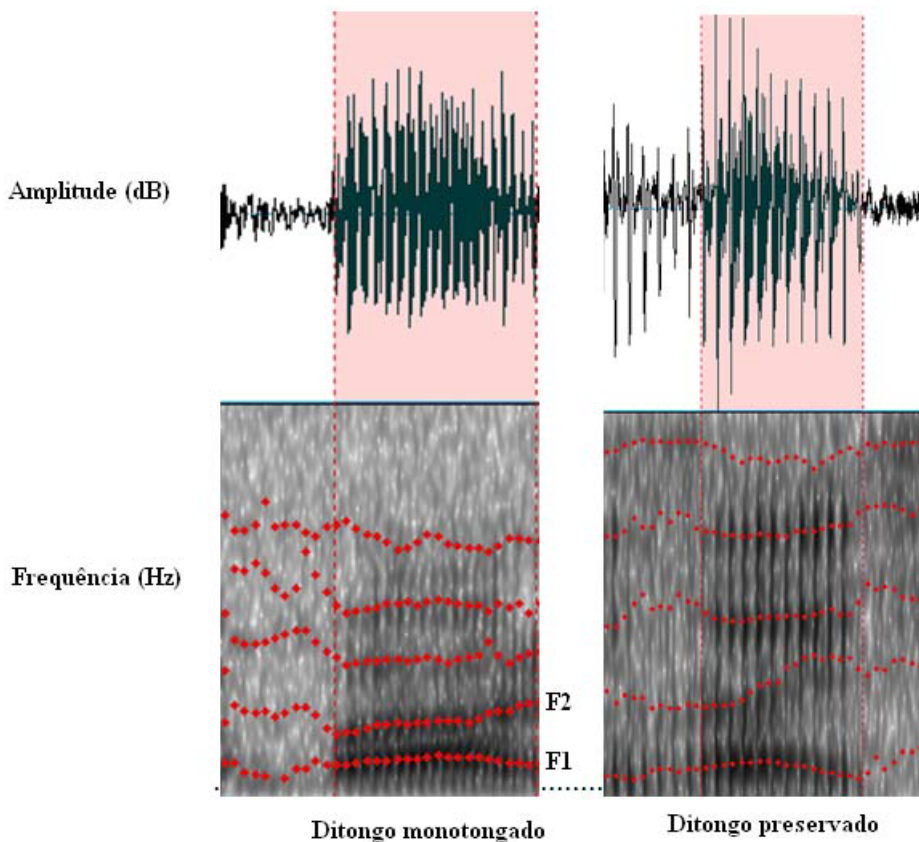 Amplitude (dB)
Frequência (Hz)
F2
F1
Ditongo monotongado
Ditongo preservado